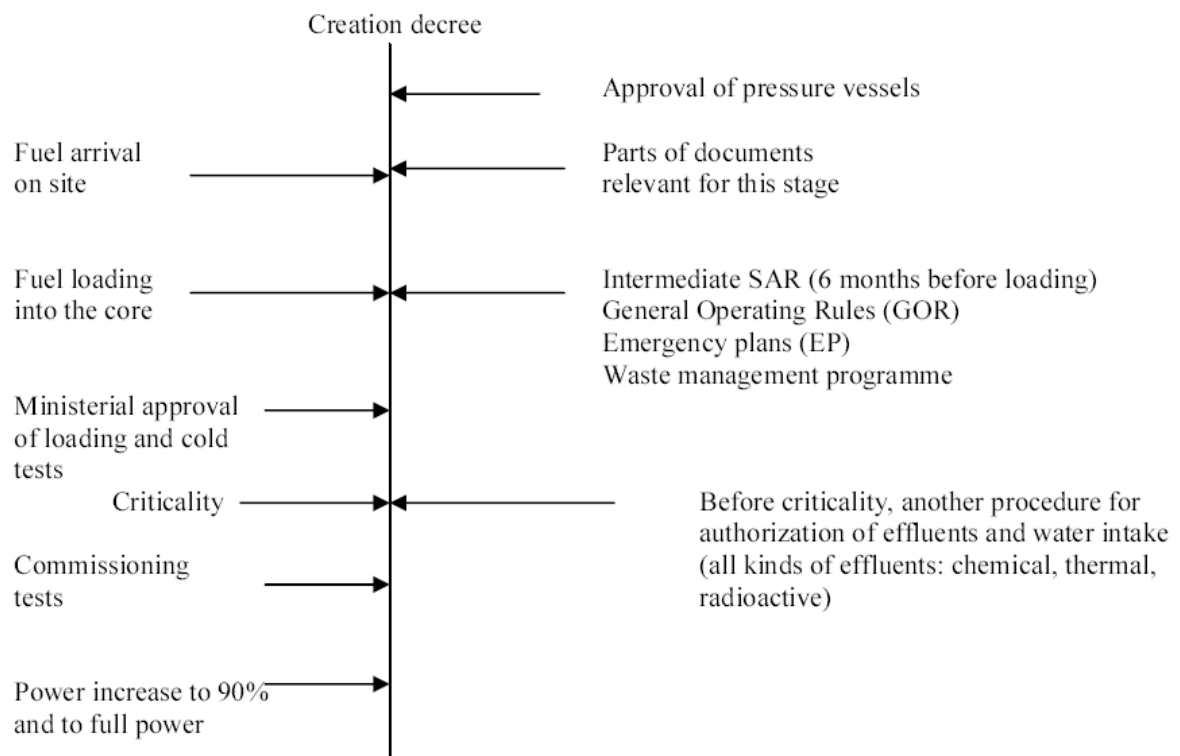 Creation decree
Approval of pressure vessels
Fuel arrival
on site
Parts of documents
relevant for this stage
Fuel loading
into the core
Intermediate SAR (6 months before loading)
General Operating Rules (GOR)
Emergency plans (EP)
Waste management programme
Ministerial approval
of loading and cold
tests
Criticality
Before criticality, another procedure for
authorization of effluents and water intake
(all kinds of effluents: chemical, thermal,
radioactive)
Commissioning
tests
Power increase to 90%
and to full power